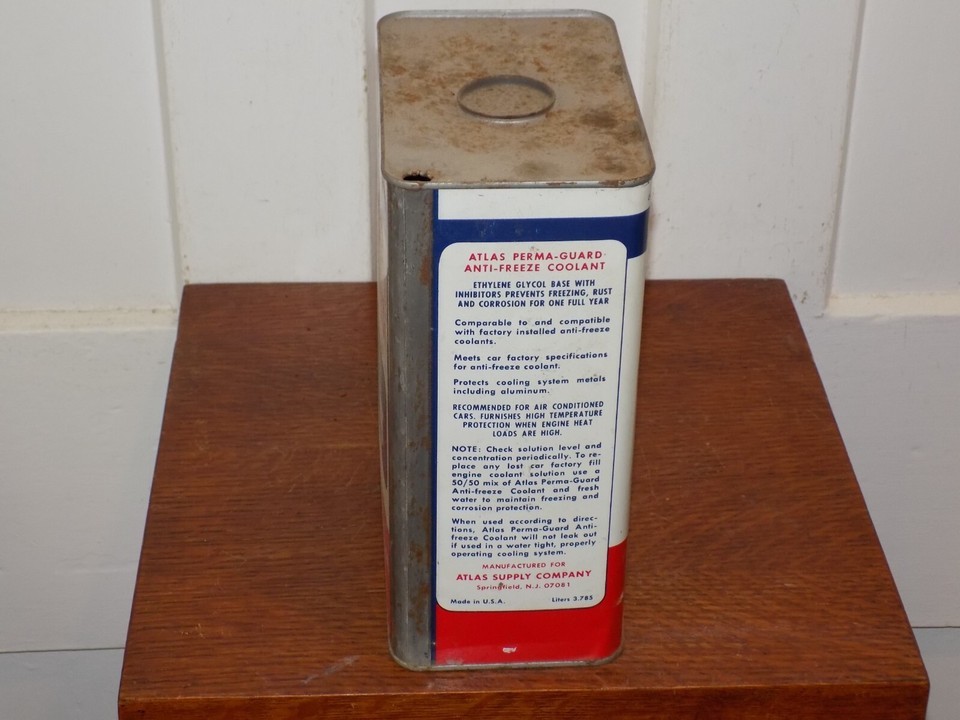 ATLAS PERMA-GUARD
ANTI-FREEZE COOLANT
ETHYLENE GLYCOL BASE WITH
INHIBITORS PREVENTS FREEZING, RUST
AND CORROSION FOR ONE FULL YEAR
Comparable to and compatible
with factory installed anti-freeze
coolants.
Meets car factory specifications
for anti-freeze coolant.
Protects cooling system metals
including aluminum.
RECOMMENDED FOR AIR CONDITIONED
CARS. FURNISHES HIGH TEMPERATURE
PROTECTION WHEN ENGINE HEAT
LOADS ARE HIGH.
NOTE: Check solution level and
concentration periodically. To re-
place any lost car factory fill
engine coolant solution use a
50/50 mix of Atlas Perma-Guard
Anti-freeze Coolant and fresh
water to maintain freezing and
corrosion protection.
When used according to direc-
tions, Atlas Perma-Guard Anti-
freeze Coolant will not leak out
if used in a water tight, properly
operating cooling system.
MANUFACTURED FOR
ATLAS SUPPLY COMPANY
Springfield, N.J. 07081
Made in U.S.A. Liters 3.785